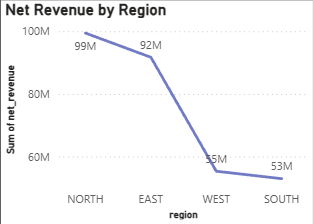 Net Revenue by Region
Sum of net_revenue
100M
80M
60M
99M
92M
55M
53M
NORTH
EAST
WEST
SOUTH
region